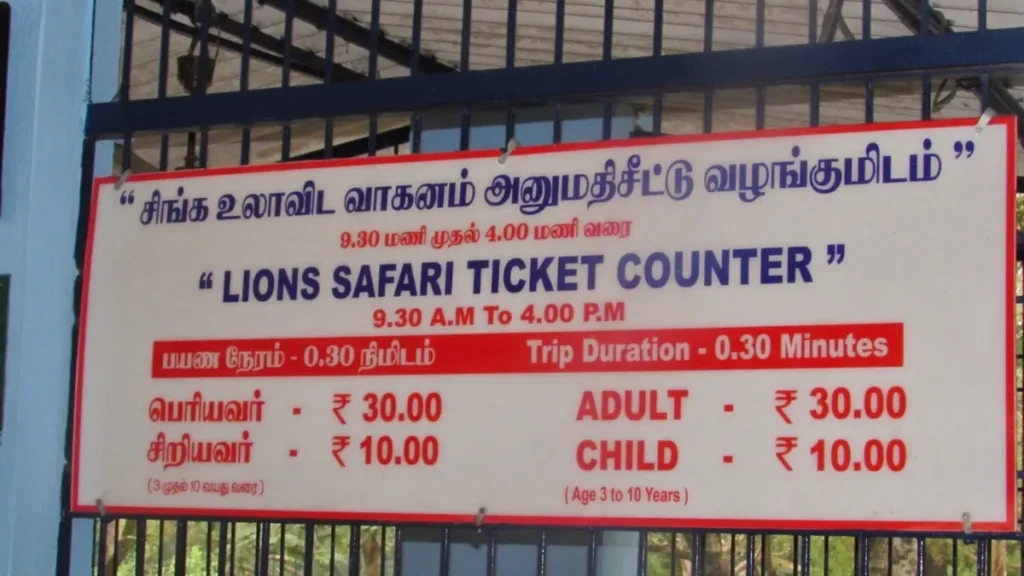 “ சிங்க உலாவிட வாகனம் அனுமதிசீட்டு வழங்குமிடம் ”
9.30 மணி முதல் 4.00 மணி வரை
“ LIONS SAFARI TICKET COUNTER ”
9.30 A.M To 4.00 P.M
பயண நேரம் - 0.30 நிமிடம் Trip Duration - 0.30 Minutes
பெரியவர் - ₹ 30.00 ADULT - ₹ 30.00
சிறியவர் - ₹ 10.00 CHILD - ₹ 10.00
( 3 முதல் 10 வயது வரை ) ( Age 3 to 10 Years )